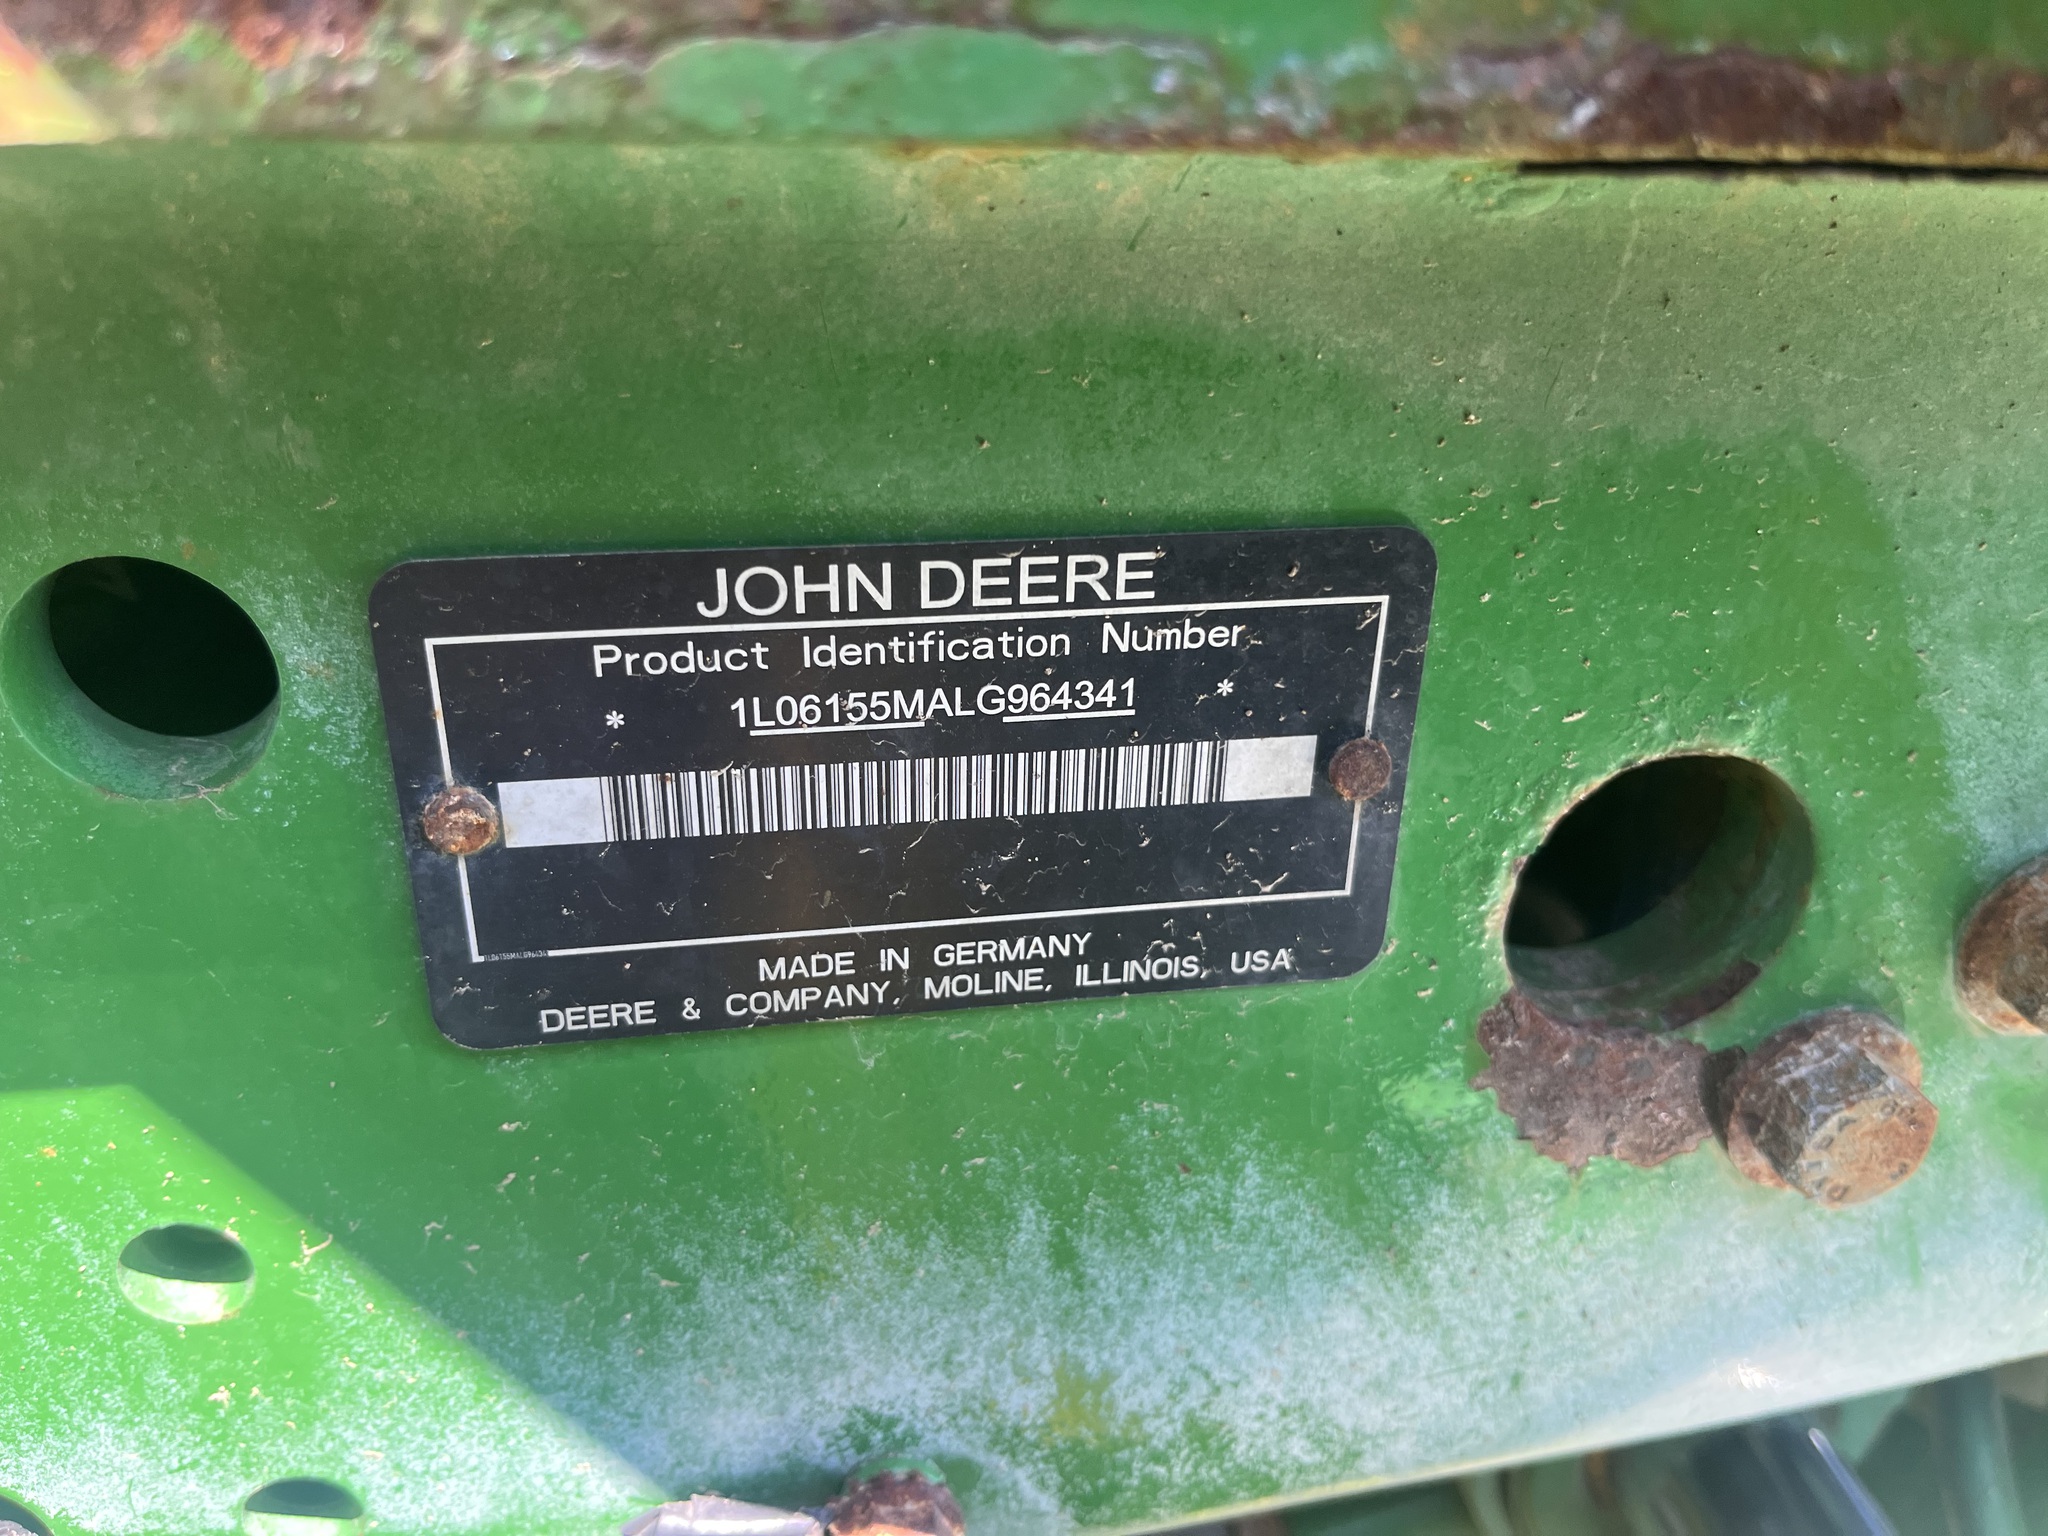 JOHN DEERE
Product Identification Number
* 1L06155MALG964341 *
MADE IN GERMANY
DEERE & COMPANY, MOLINE, ILLINOIS, USA